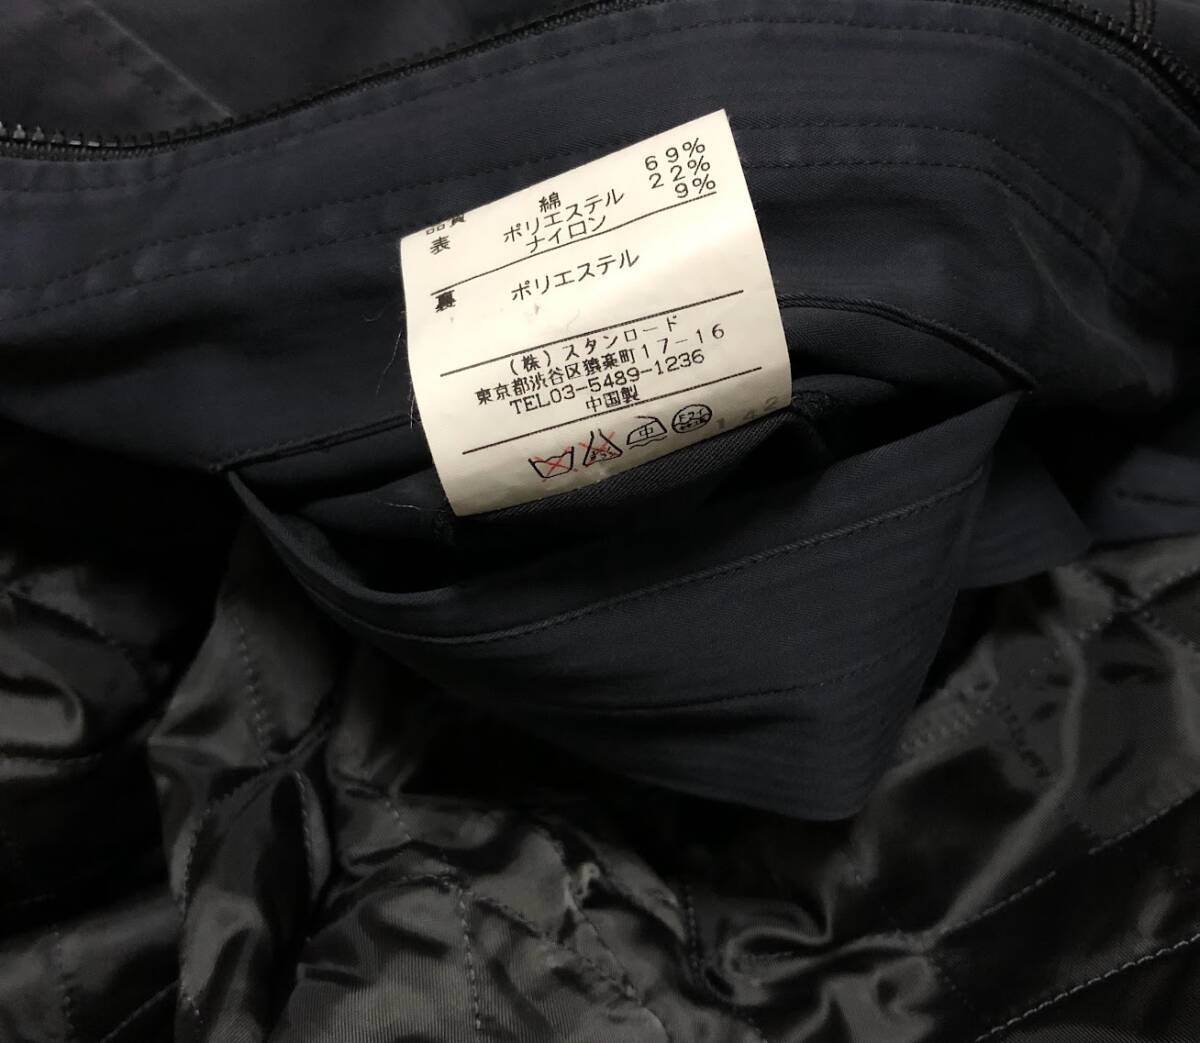 品質
表 綿 69%
ポリエステル 22%
ナイロン 9%
裏 ポリエステル
(株)スタンロード
東京都渋谷区猿楽町17-16
TEL03-5489-1236
中国製
中
142